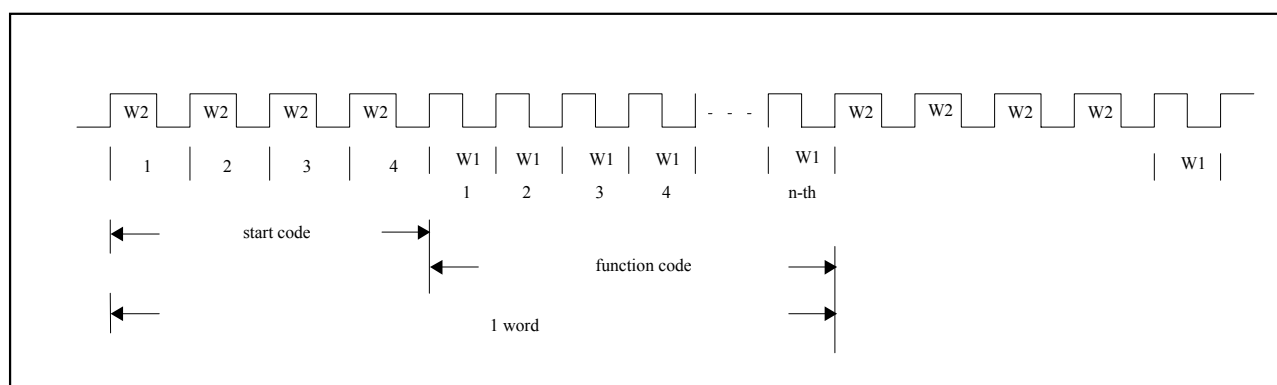 W2 W2 W2 W2 - - - W2 W2 W2 W2
1 2 3 4 W1 W1 W1 W1 W1 W1
1 2 3 4 n-th
start code
function code
1 word